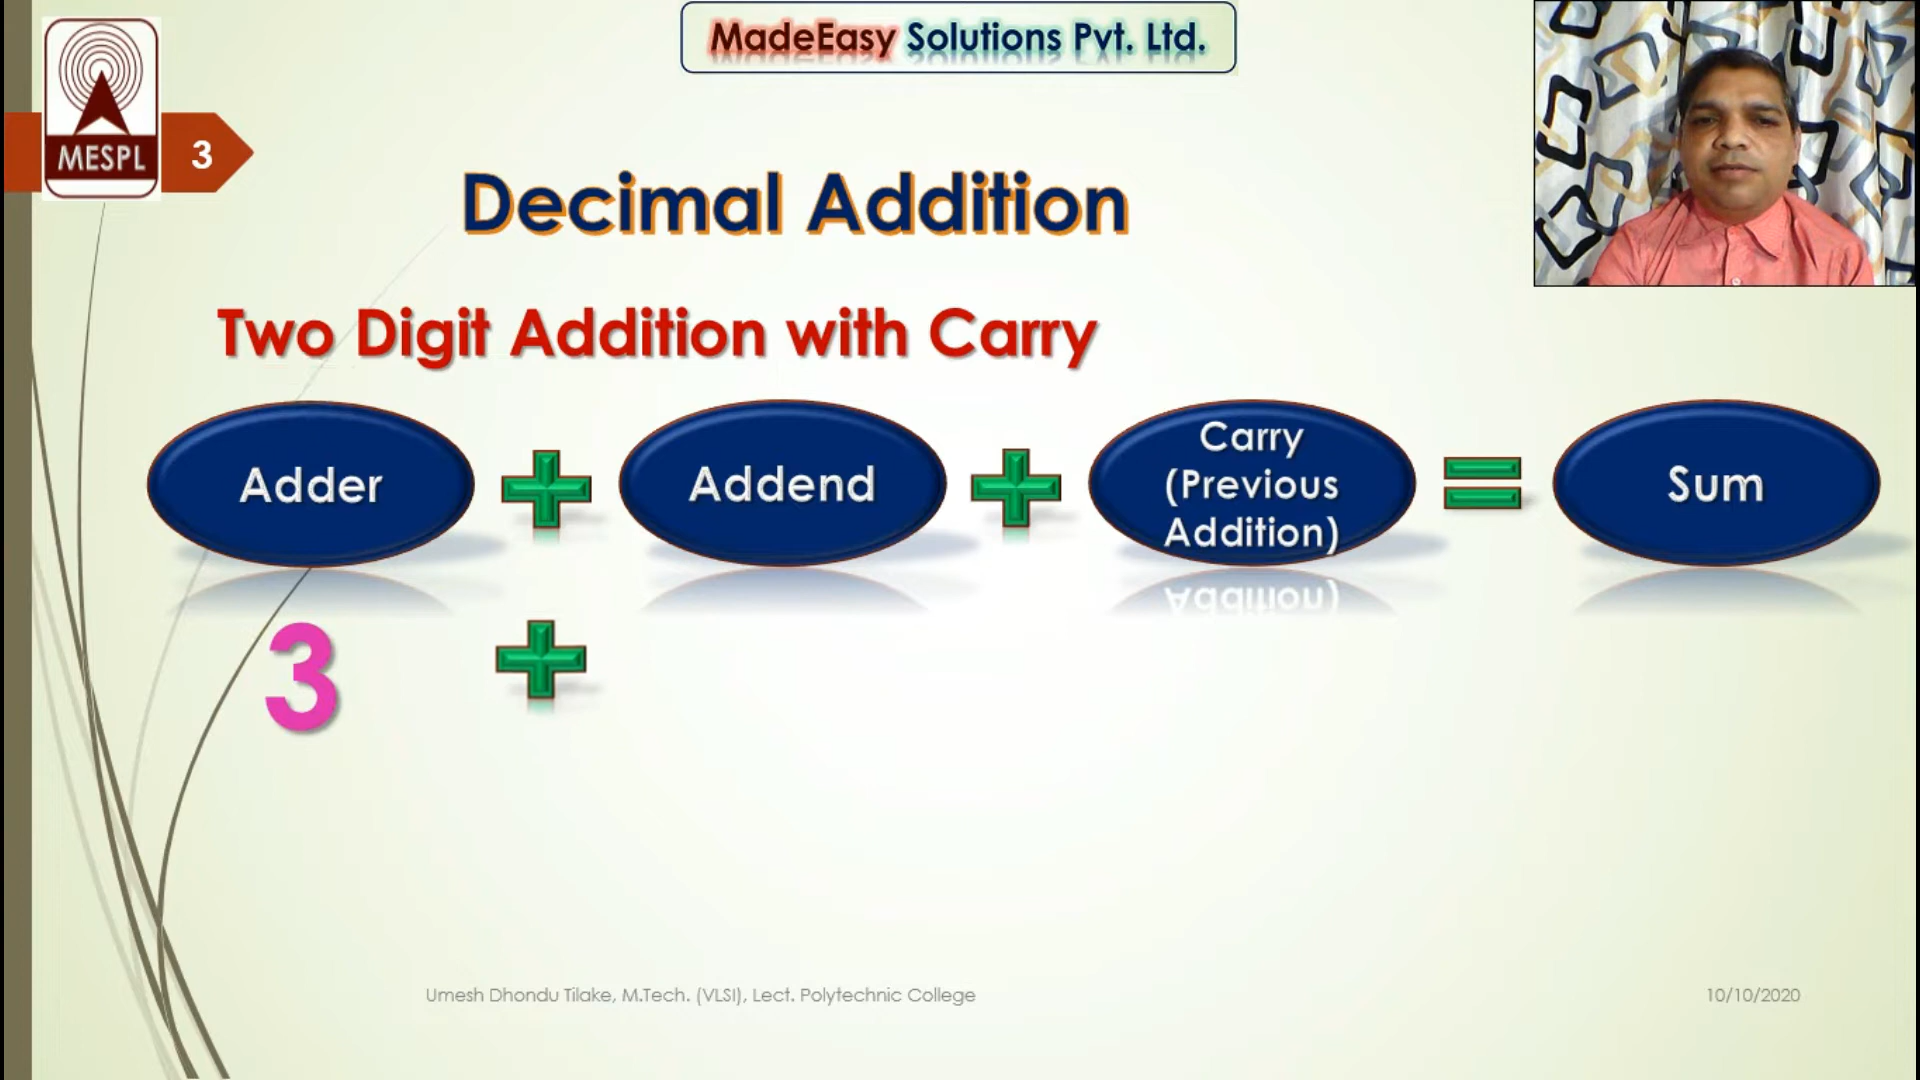 MadeEasy Solutions Pvt. Ltd.
MESPL
3
Decimal Addition
Two Digit Addition with Carry
Adder + Addend + Carry (Previous Addition) = Sum
3 +
Umesh Dhondu Tilake, M.Tech. (VLSI), Lect. Polytechnic College
10/10/2020